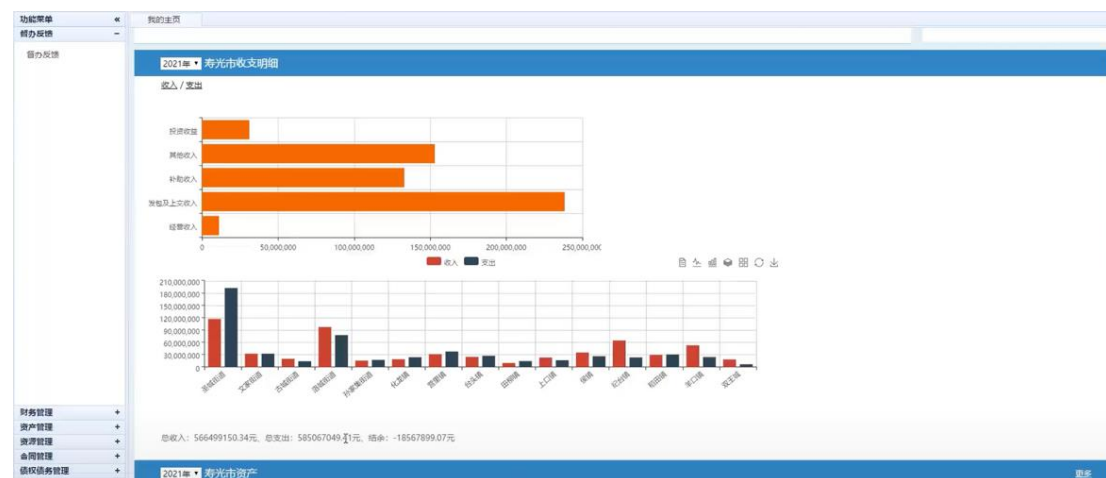 功能菜单 «
督办反馈 −
督办反馈
财务管理 +
资产管理 +
资源管理 +
合同管理 +
债权债务管理 +
我的主页
2021年 寿光市收支明细
收入 / 支出
投资收益
其他收入
补助收入
发包及上交收入
经营收入
0 50,000,000 100,000,000 150,000,000 200,000,000 250,000,00
收入 支出
210,000,000
180,000,000
150,000,000
120,000,000
90,000,000
60,000,000
30,000,000
0
圣城街道 文家街道 古城街道 洛城街道 孙家集街道 化龙镇 营里镇 台头镇 田柳镇 上口镇 侯镇 纪台镇 稻田镇 羊口镇 双王城
总收入: 566499150.34元, 总支出: 585067049.41元, 结余: -18567899.07元
2021年 寿光市资产
更多